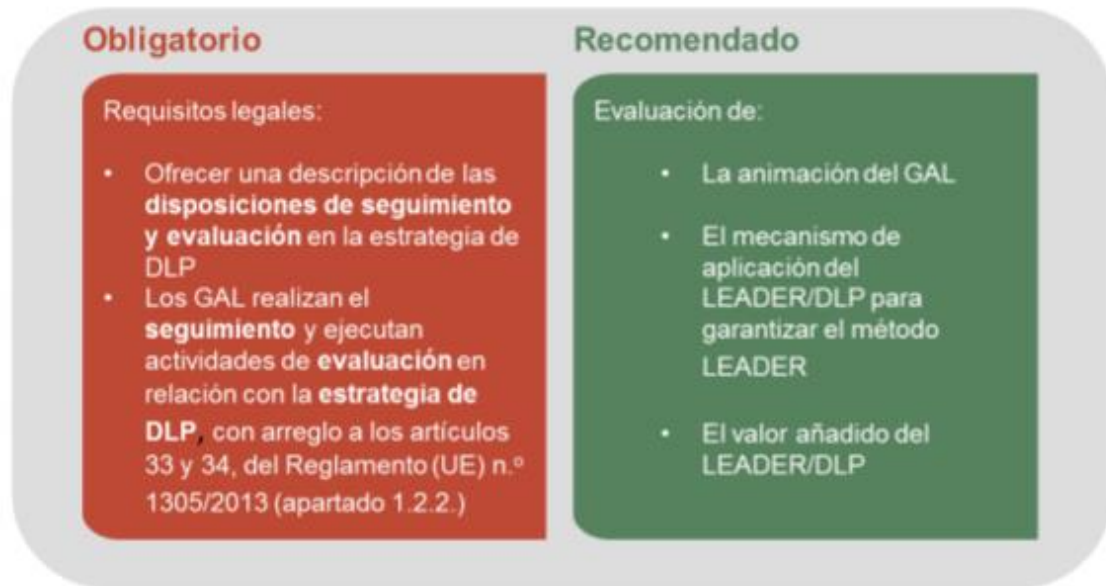 Obligatorio
Requisitos legales:
• Ofrecer una descripción de las
disposiciones de seguimiento
y evaluación en la estrategia de
DLP
• Los GAL realizan el
seguimiento y ejecutan
actividades de evaluación en
relación con la estrategia de
DLP, con arreglo a los artículos
33 y 34, del Reglamento (UE) n.º
1305/2013 (apartado 1.2.2.)
Recomendado
Evaluación de:
• La animación del GAL
• El mecanismo de
aplicación del
LEADER/DLP para
garantizar el método
LEADER
• El valor añadido del
LEADER/DLP